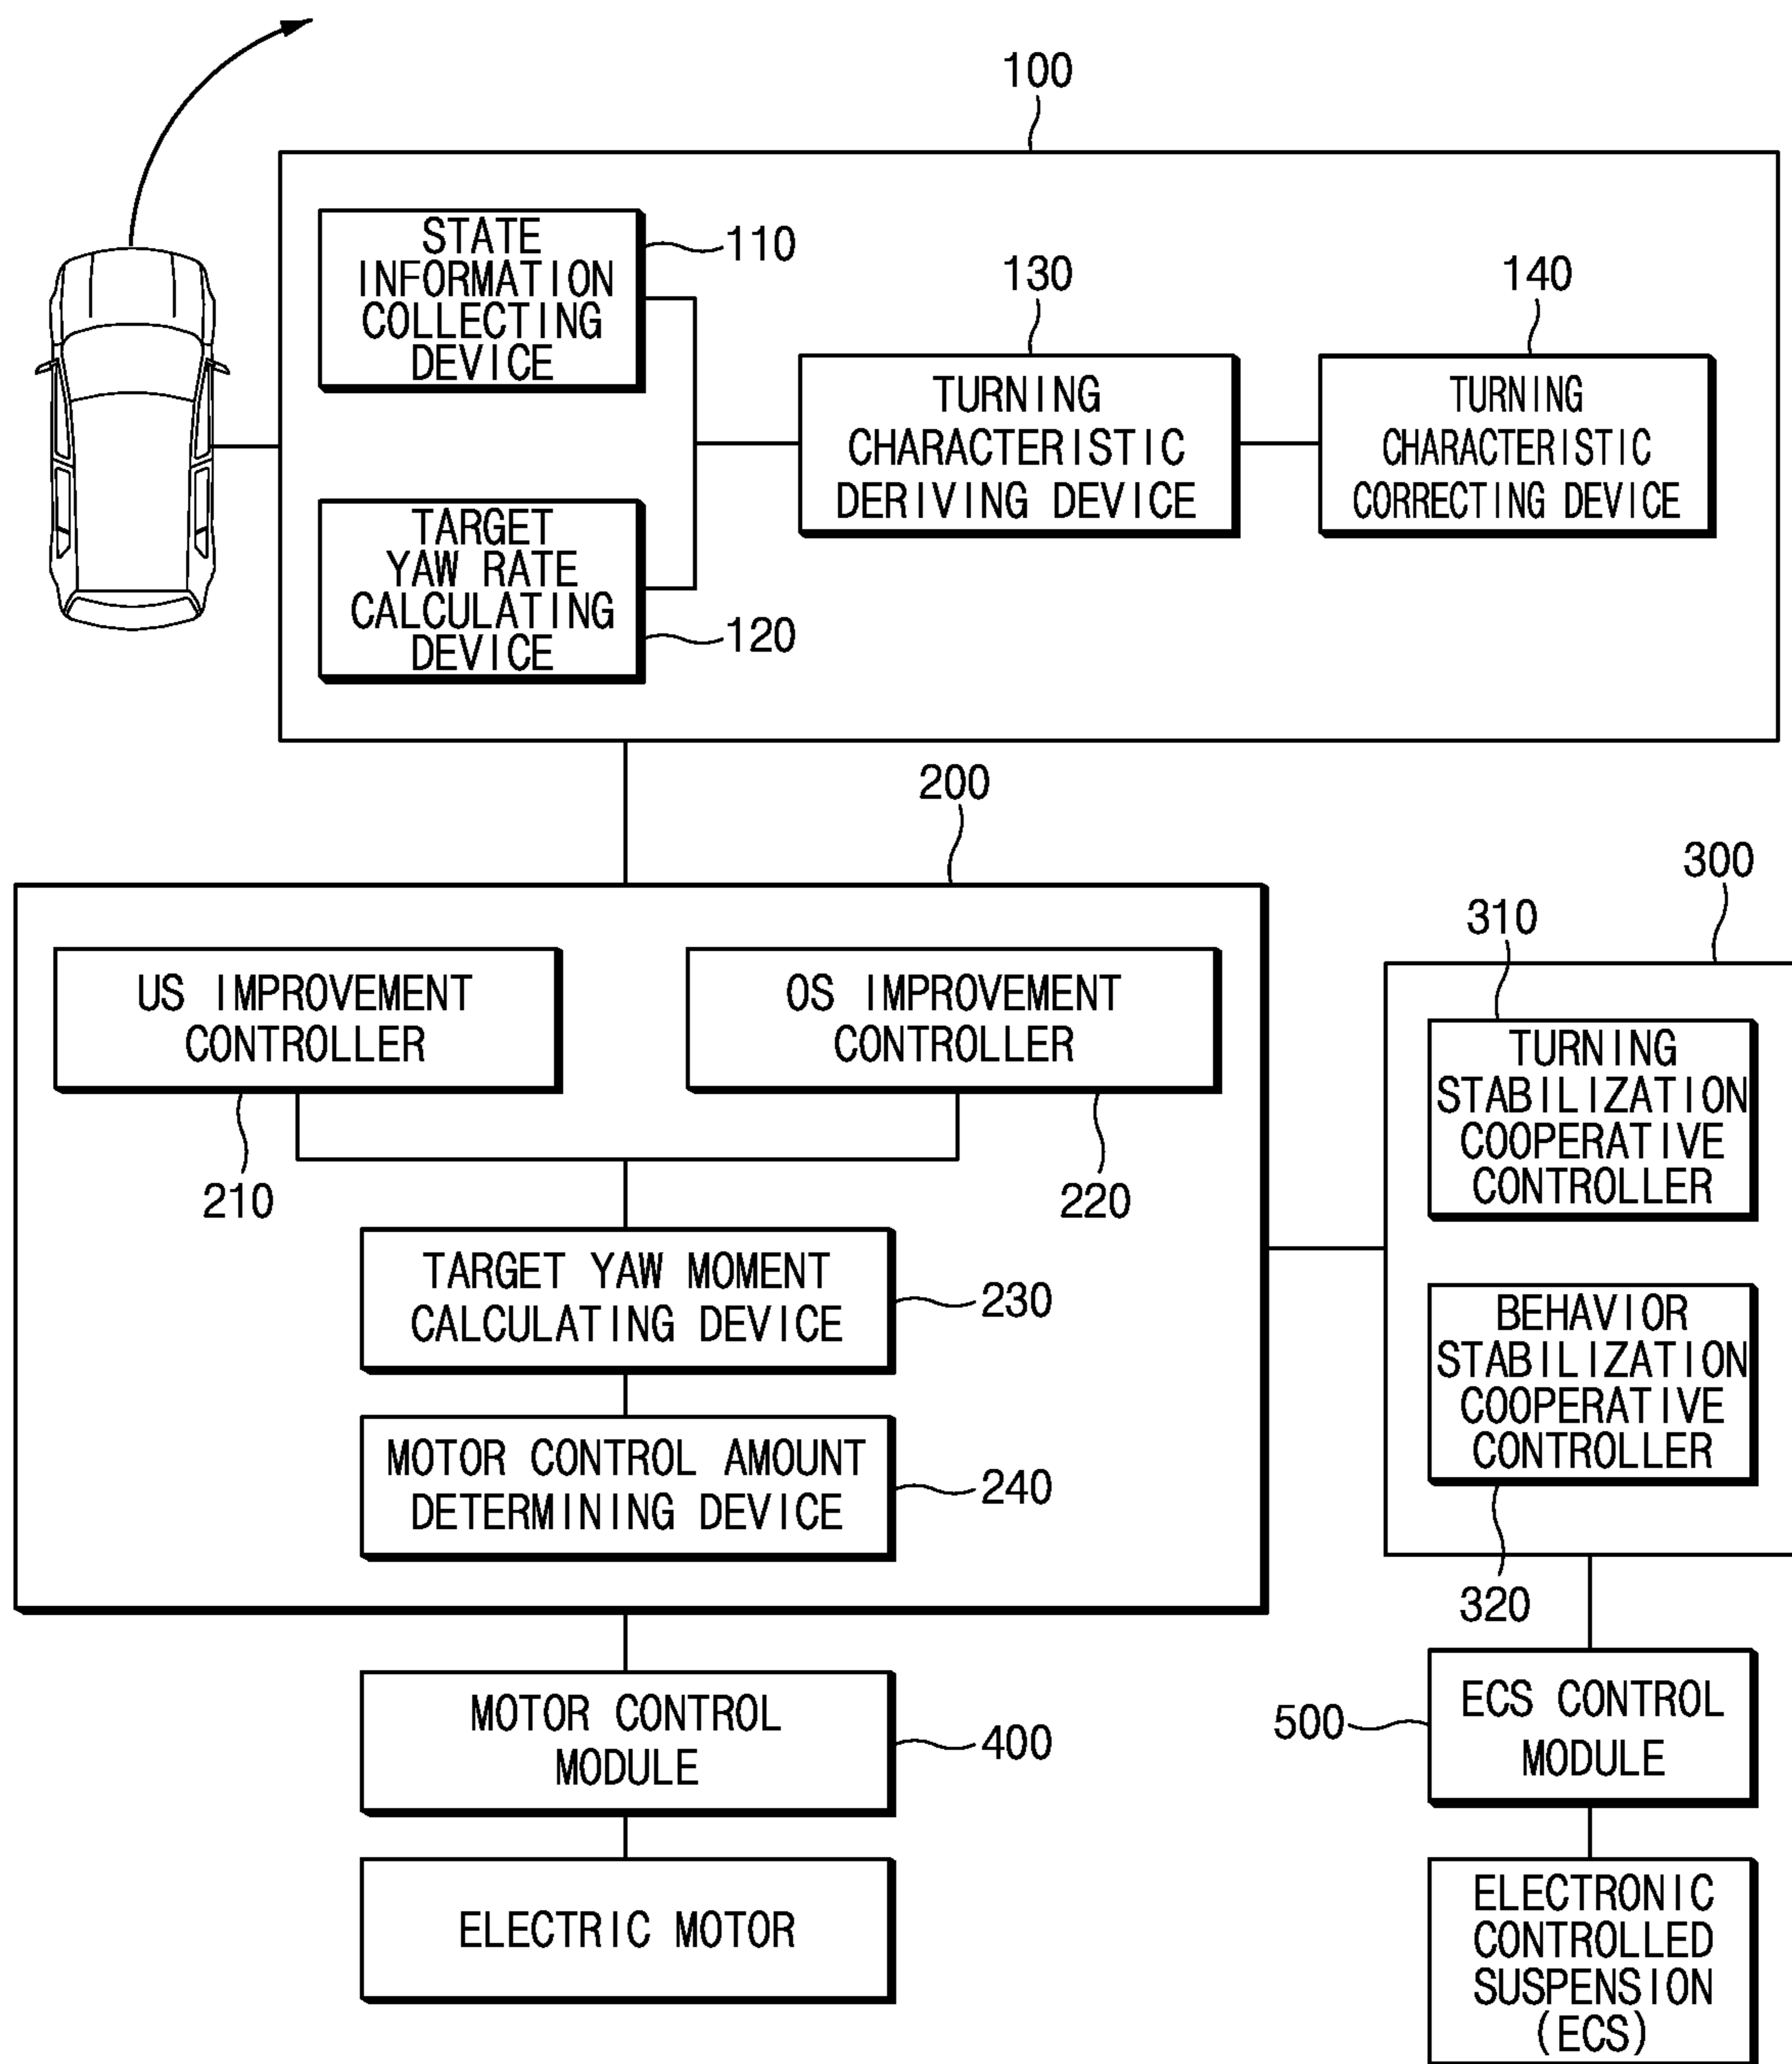 100
STATE
INFORMATION
COLLECTING
DEVICE
110
130
140
TURNING
CHARACTERISTIC
DERIVING DEVICE
TURNING
CHARACTERISTIC
CORRECTING DEVICE
TARGET
YAW RATE
CALCULATING
DEVICE
120
200
300
310
US IMPROVEMENT
CONTROLLER
OS IMPROVEMENT
CONTROLLER
TURNING
STABILIZATION
COOPERATIVE
CONTROLLER
210
220
TARGET YAW MOMENT
CALCULATING DEVICE
230
BEHAVIOR
STABILIZATION
COOPERATIVE
CONTROLLER
MOTOR CONTROL AMOUNT
DETERMINING DEVICE
240
320
MOTOR CONTROL
MODULE
400
500
ECS CONTROL
MODULE
ELECTRIC MOTOR
ELECTRONIC
CONTROLLED
SUSPENSION
(ECS)